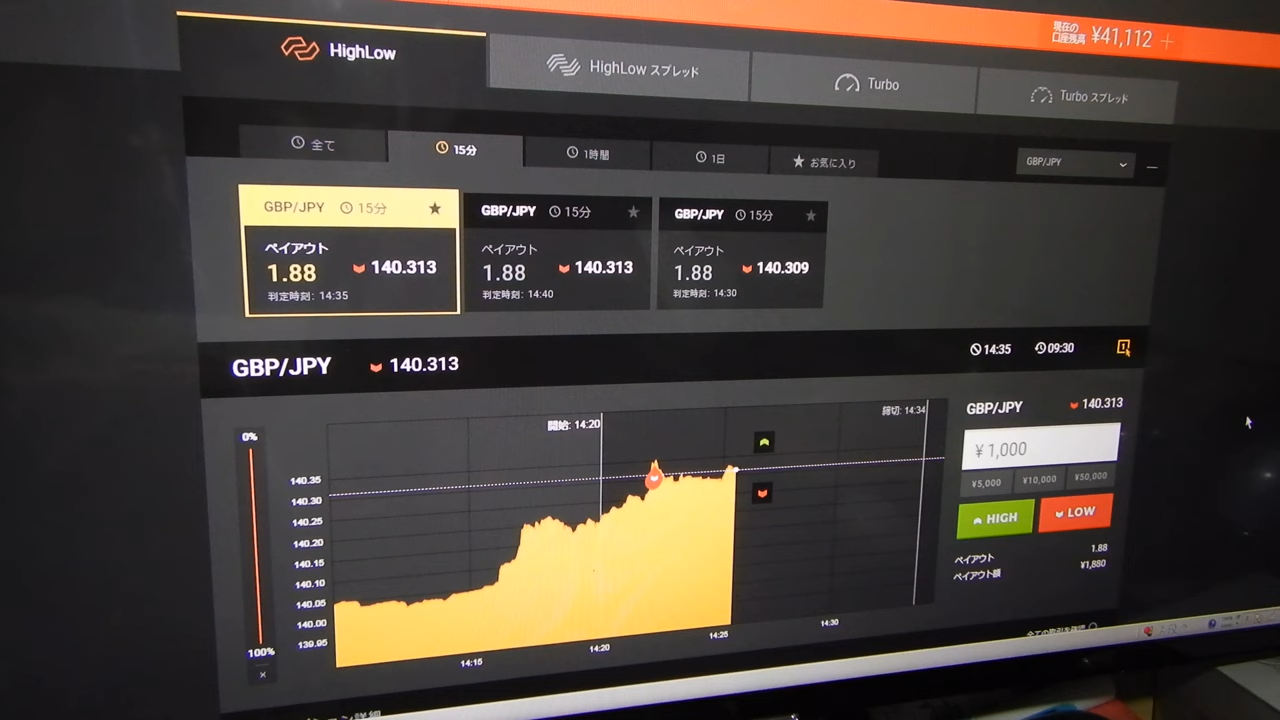 現在の
口座残高 ¥41,112 +
HighLow
HighLow スプレッド
Turbo
Turbo スプレッド
全て
15分
1時間
1日
お気に入り
GBP/JPY
GBP/JPY 15分
ペイアウト
1.88 140.313
判定時刻: 14:35
GBP/JPY 15分
ペイアウト
1.88 140.313
判定時刻: 14:40
GBP/JPY 15分
ペイアウト
1.88 140.309
判定時刻: 14:30
GBP/JPY 140.313
14:35 09:30
0%
100%
×
開始: 14:20
締切: 14:34
140.35
140.30
140.25
140.20
140.15
140.10
140.05
140.00
139.95
14:15
14:20
14:25
14:30
GBP/JPY 140.313
¥ 1,000
¥5,000 ¥10,000 ¥50,000
HIGH LOW
ペイアウト 1.88
ペイアウト額 ¥1,880
全ての取引を確認